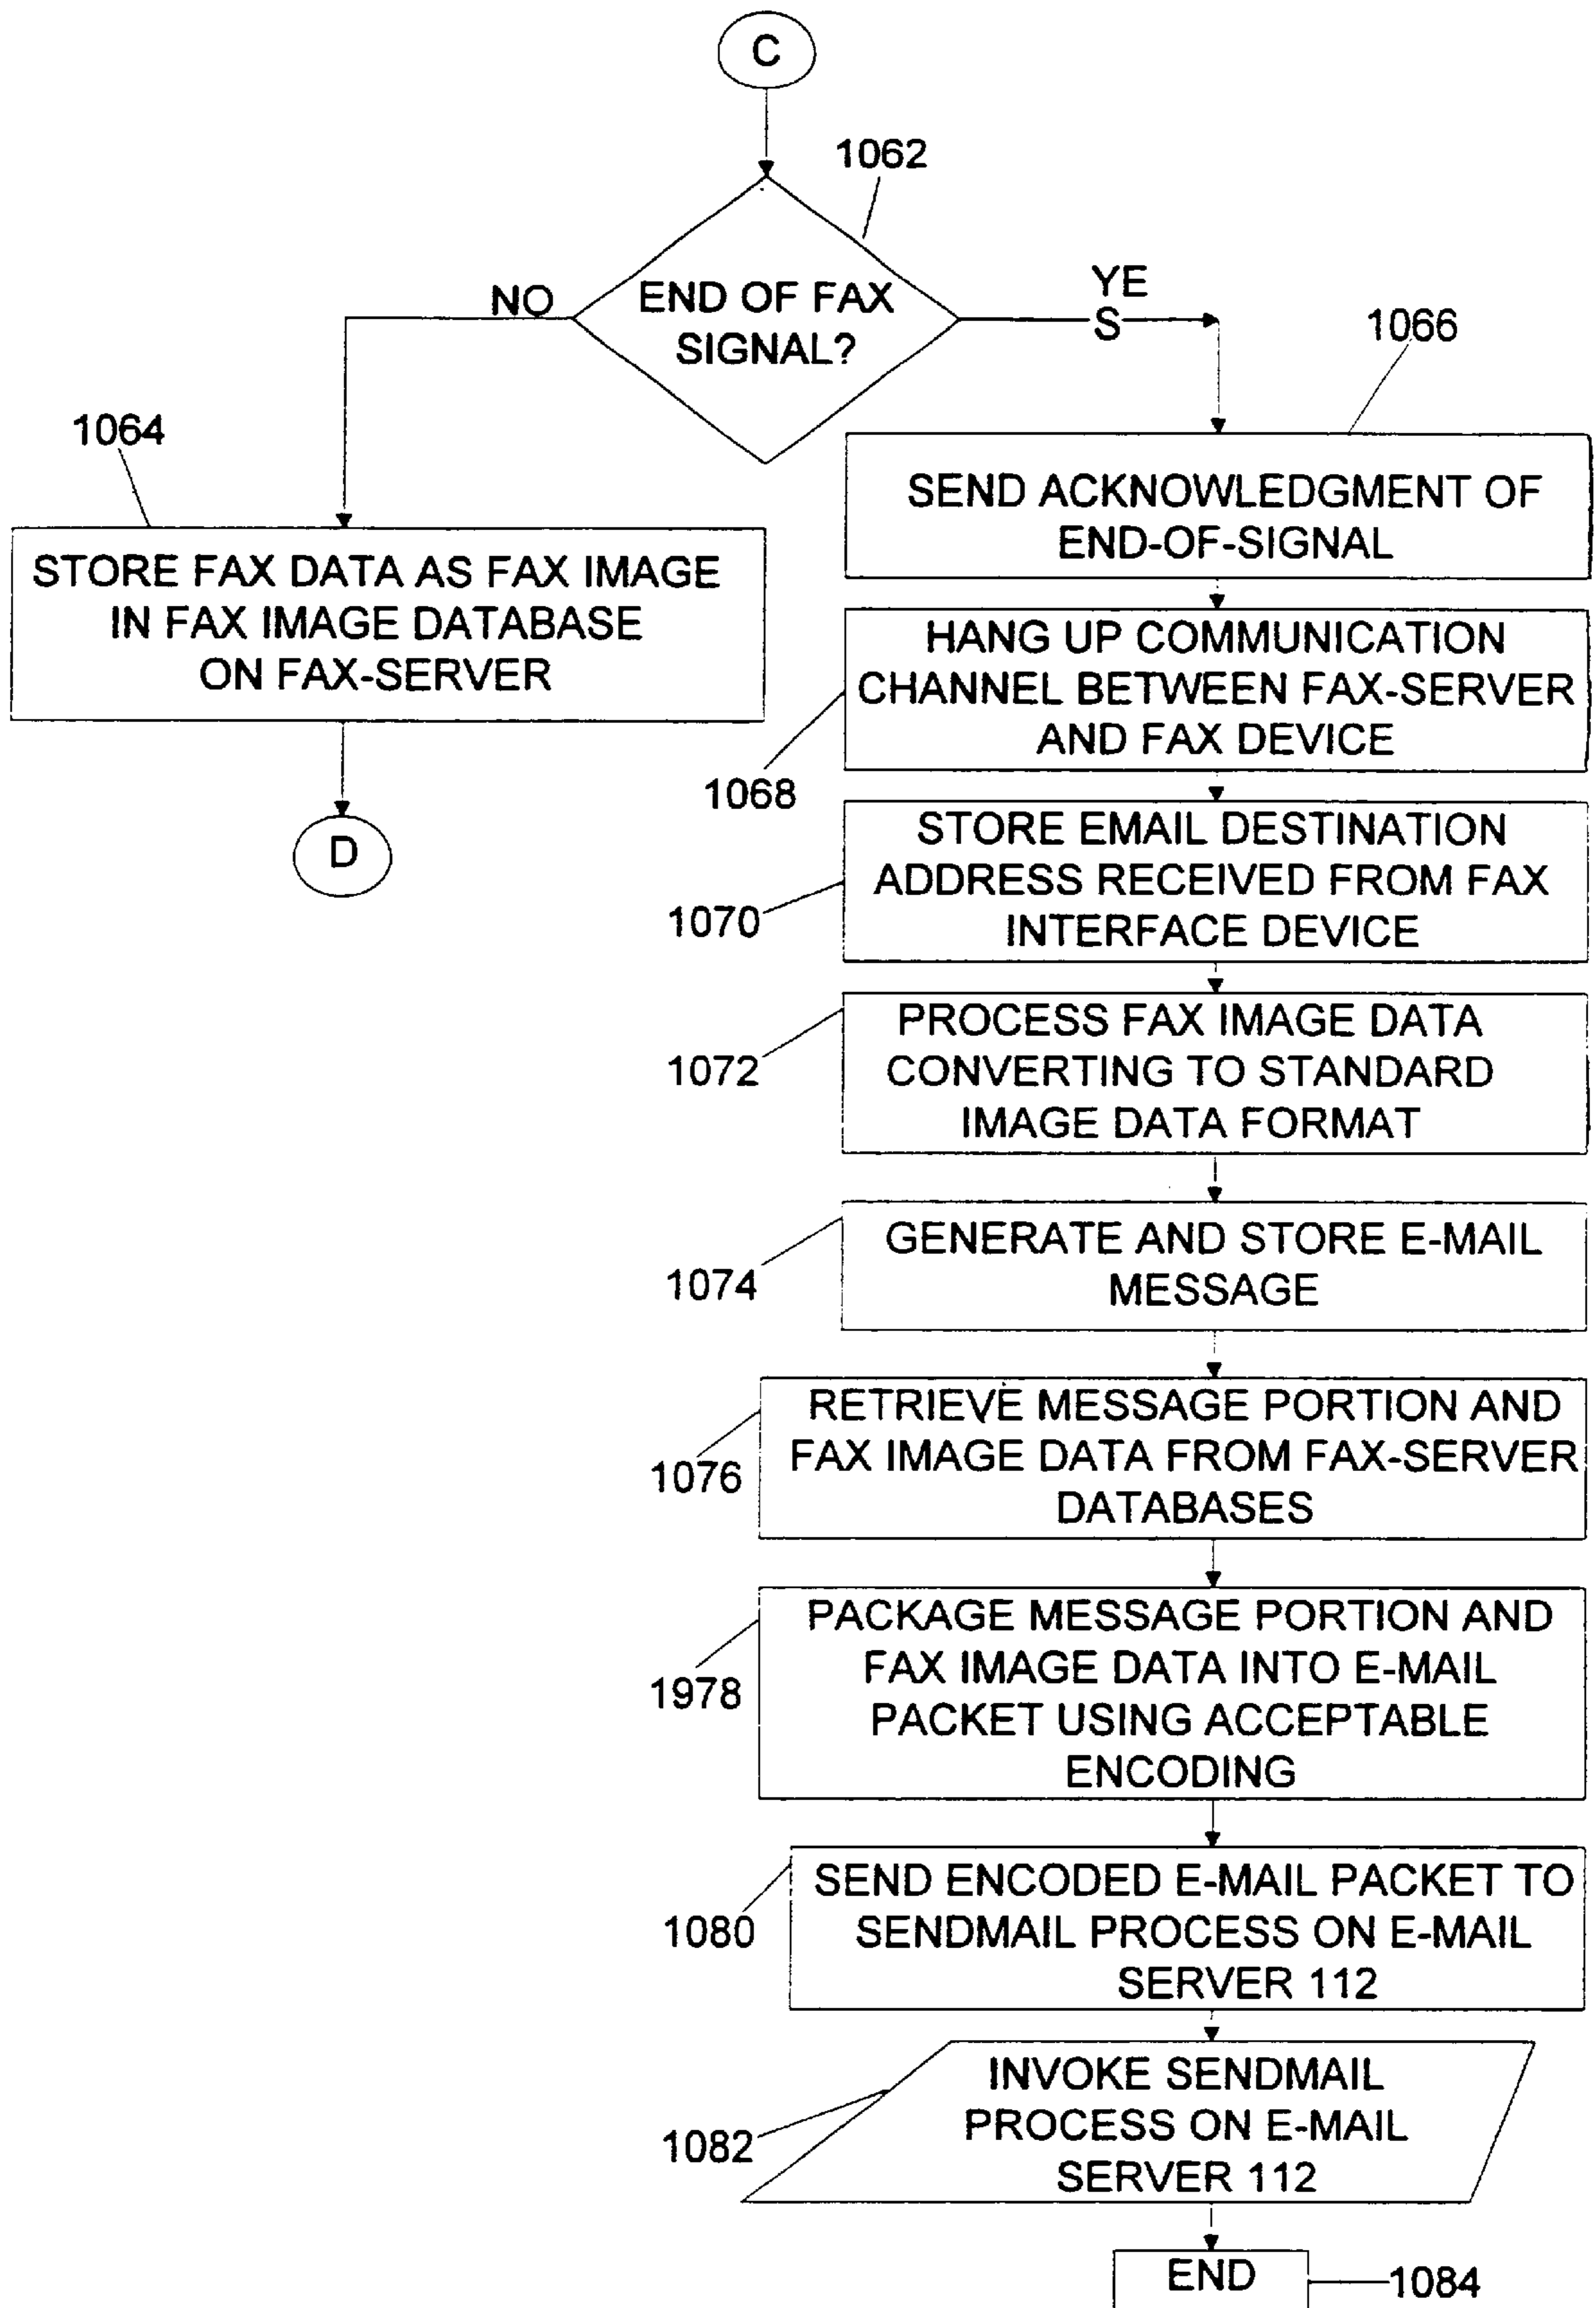 C
1062
END OF FAX
SIGNAL?
NO
YE
S
1064
STORE FAX DATA AS FAX IMAGE
IN FAX IMAGE DATABASE
ON FAX-SERVER
D
1066
SEND ACKNOWLEDGMENT OF
END-OF-SIGNAL
HANG UP COMMUNICATION
CHANNEL BETWEEN FAX-SERVER
AND FAX DEVICE
1068
STORE EMAIL DESTINATION
ADDRESS RECEIVED FROM FAX
INTERFACE DEVICE
1070
PROCESS FAX IMAGE DATA
CONVERTING TO STANDARD
IMAGE DATA FORMAT
1072
GENERATE AND STORE E-MAIL
MESSAGE
1074
RETRIEVE MESSAGE PORTION AND
FAX IMAGE DATA FROM FAX-SERVER
DATABASES
1076
PACKAGE MESSAGE PORTION AND
FAX IMAGE DATA INTO E-MAIL
PACKET USING ACCEPTABLE
ENCODING
1978
SEND ENCODED E-MAIL PACKET TO
SENDMAIL PROCESS ON E-MAIL
SERVER 112
1080
INVOKE SENDMAIL
PROCESS ON E-MAIL
SERVER 112
1082
END
1084